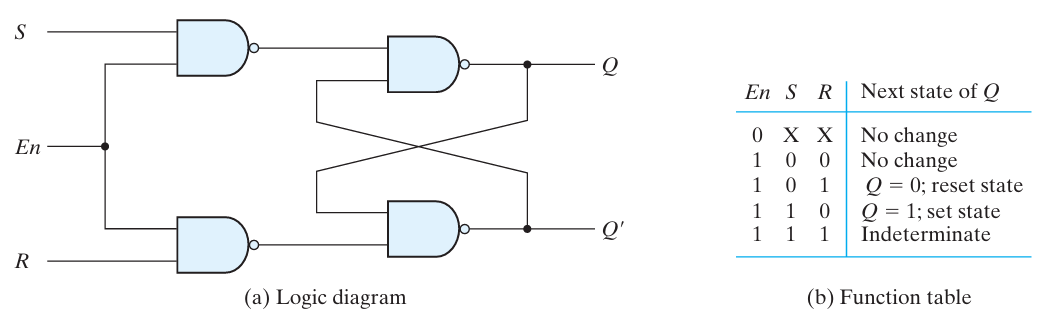 S
En
R
Q
Q′
(a) Logic diagram
En S R Next state of Q
0 X X No change
1 0 0 No change
1 0 1 Q = 0; reset state
1 1 0 Q = 1; set state
1 1 1 Indeterminate
(b) Function table